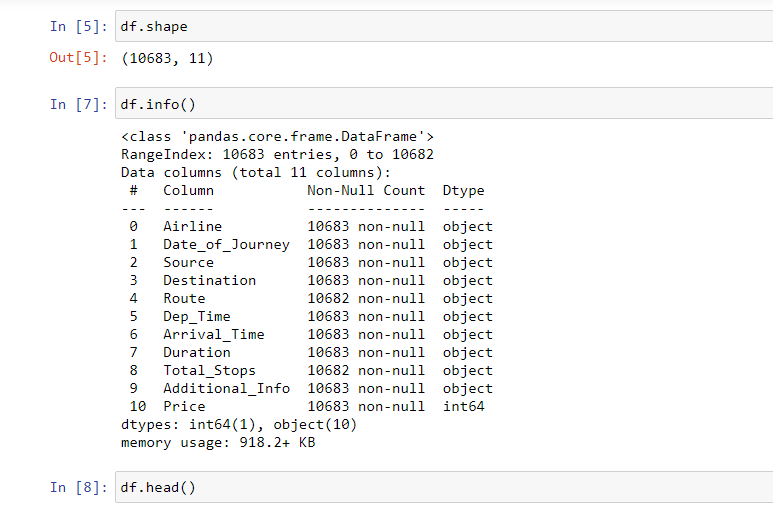 In [5]: df.shape
Out[5]: (10683, 11)
In [7]: df.info()
<class 'pandas.core.frame.DataFrame'>
RangeIndex: 10683 entries, 0 to 10682
Data columns (total 11 columns):
 #   Column           Non-Null Count  Dtype
---  ------           --------------  -----
 0   Airline          10683 non-null  object
 1   Date_of_Journey  10683 non-null  object
 2   Source           10683 non-null  object
 3   Destination      10683 non-null  object
 4   Route            10682 non-null  object
 5   Dep_Time         10683 non-null  object
 6   Arrival_Time     10683 non-null  object
 7   Duration         10683 non-null  object
 8   Total_Stops      10682 non-null  object
 9   Additional_Info  10683 non-null  object
 10  Price            10683 non-null  int64
dtypes: int64(1), object(10)
memory usage: 918.2+ KB
In [8]: df.head()